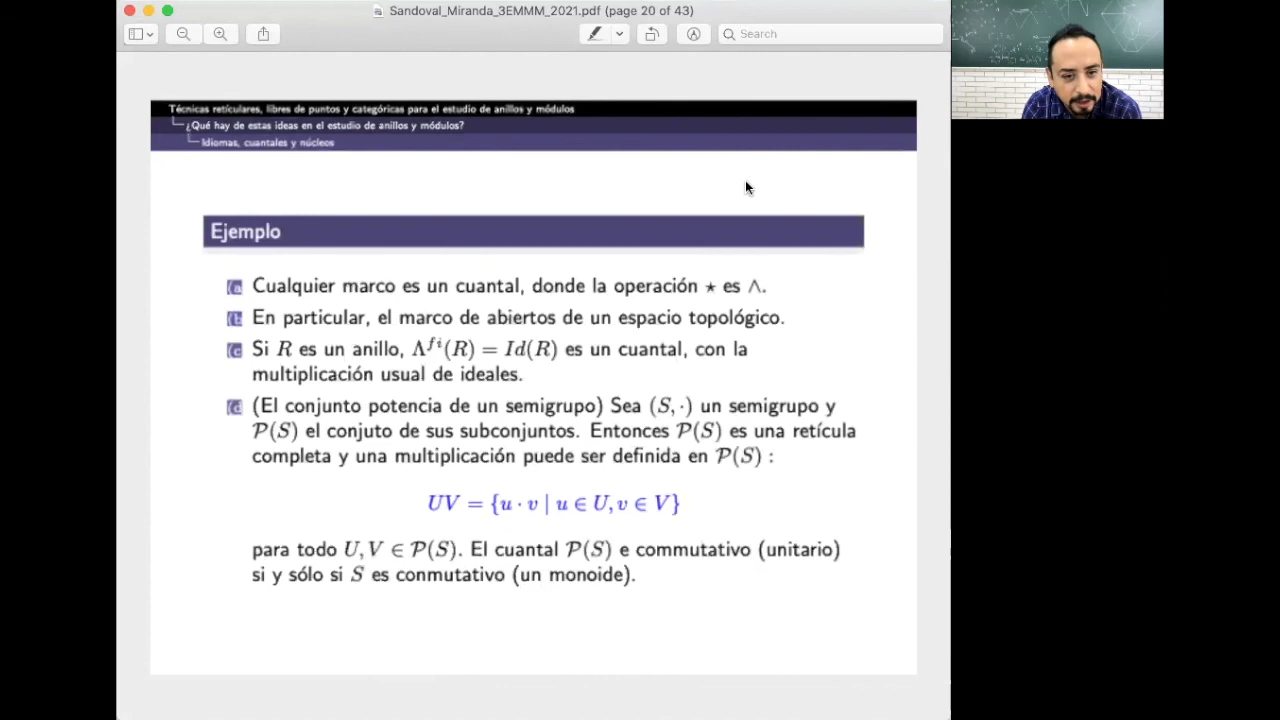 Sandoval_Miranda_3EMMM_2021.pdf (page 20 of 43)
Search
Técnicas retículares, libres de puntos y categóricas para el estudio de anillos y módulos
¿Qué hay de estas ideas en el estudio de anillos y módulos?
Idiomas, cuantales y núcleos
Ejemplo
(a Cualquier marco es un cuantal, donde la operación ⋆ es ∧.
(b En particular, el marco de abiertos de un espacio topológico.
(c Si R es un anillo, Λ^{fi}(R) = Id(R) es un cuantal, con la
multiplicación usual de ideales.
(d (El conjunto potencia de un semigrupo) Sea (S, ·) un semigrupo y
𝒫(S) el conjuto de sus subconjuntos. Entonces 𝒫(S) es una retícula
completa y una multiplicación puede ser definida en 𝒫(S) :
UV = {u · v | u ∈ U, v ∈ V}
para todo U, V ∈ 𝒫(S). El cuantal 𝒫(S) e commutativo (unitario)
si y sólo si S es conmutativo (un monoide).